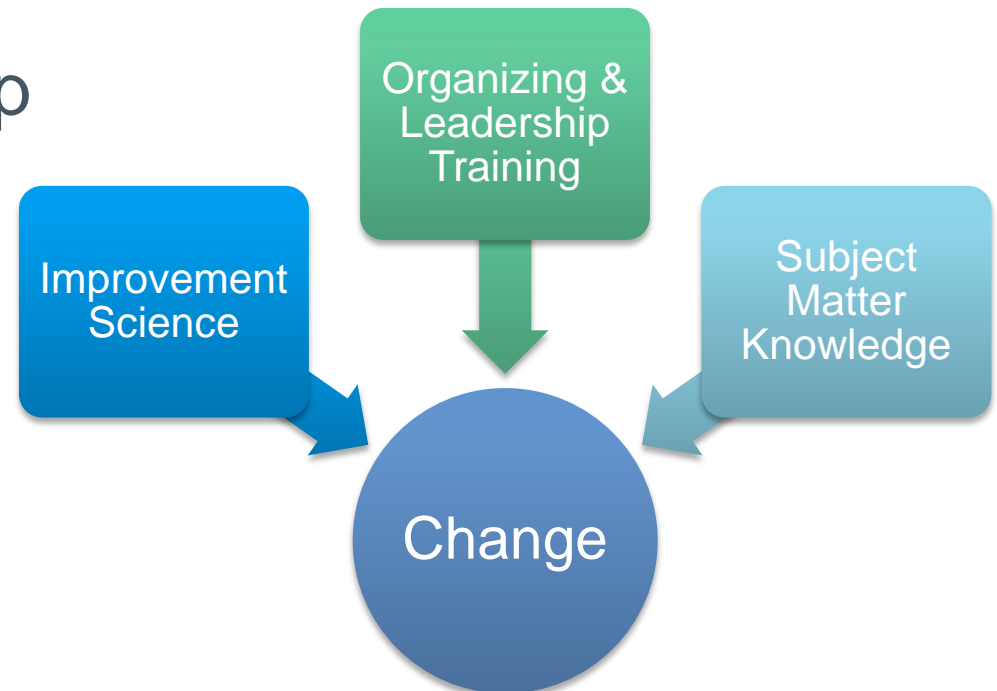 p
Organizing &
Leadership
Training
Improvement
Science
Subject
Matter
Knowledge
Change